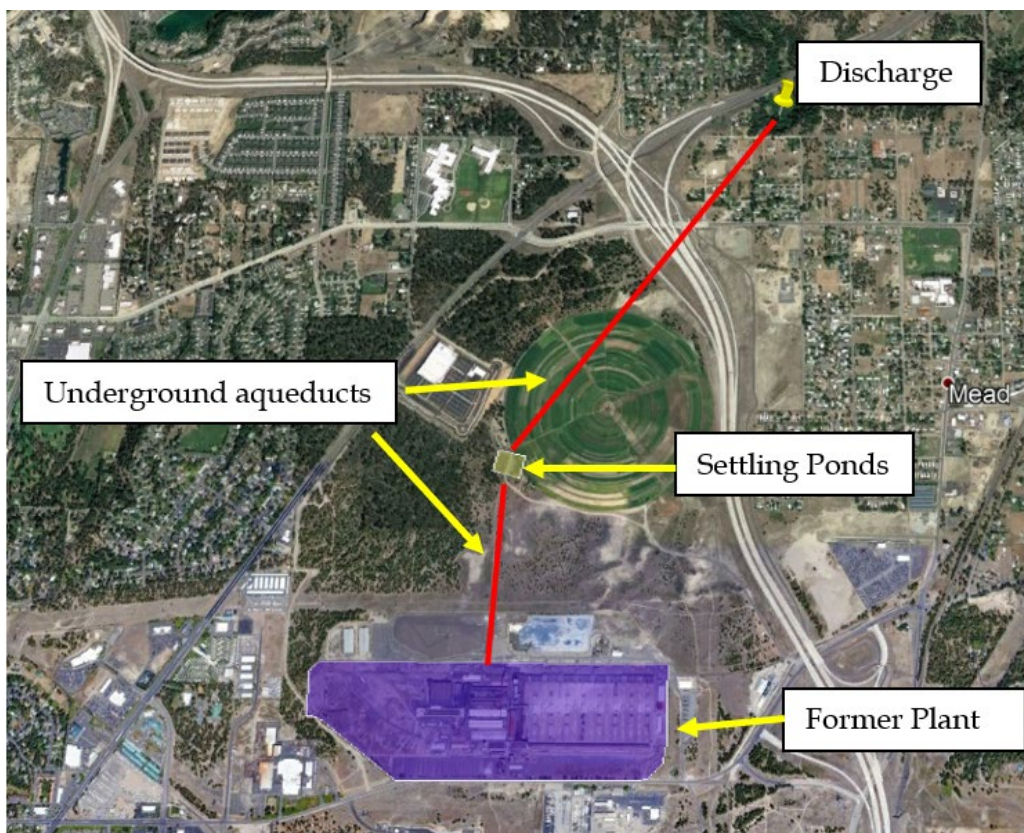 Discharge
Underground aqueducts
Mead
Settling Ponds
Former Plant